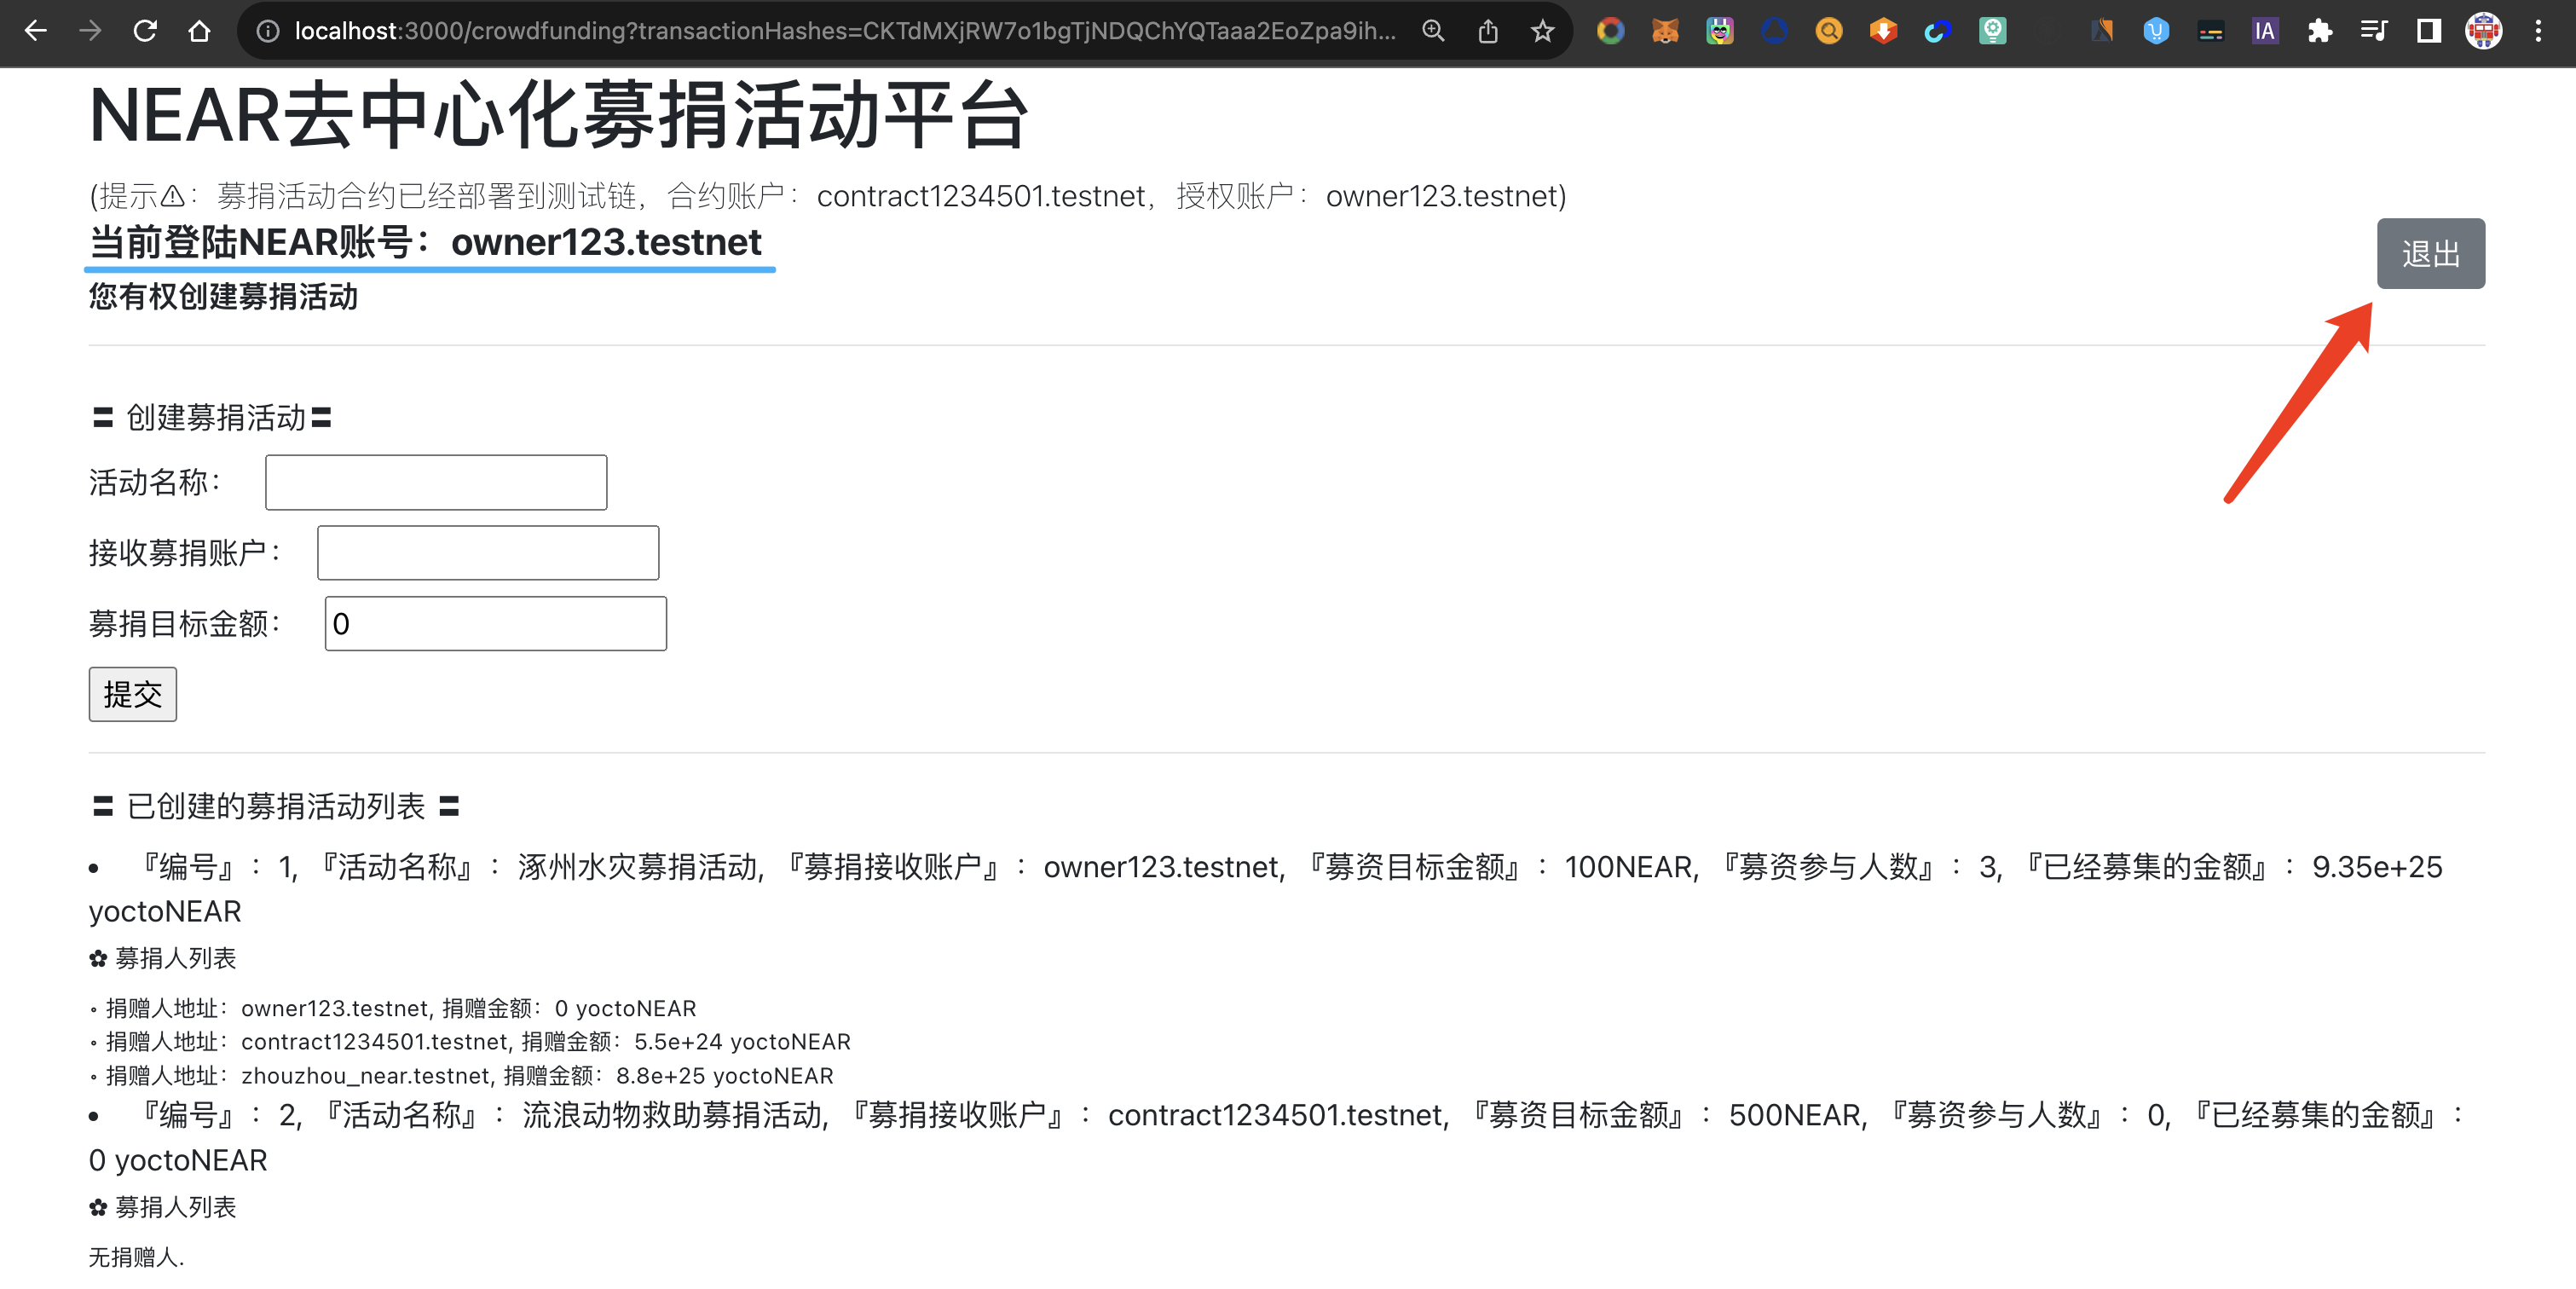 localhost:3000/crowdfunding?transactionHashes=CKTdMXjRW7o1bgTjNDQChYQTaaa2EoZpa9ih...
IA
NEAR去中心化募捐活动平台
(提示⚠：募捐活动合约已经部署到测试链，合约账户：contract1234501.testnet，授权账户：owner123.testnet)
当前登陆NEAR账号：owner123.testnet
退出
您有权创建募捐活动
〓 创建募捐活动〓
活动名称：
接收募捐账户：
募捐目标金额： 0
提交
〓 已创建的募捐活动列表 〓
• 『编号』：1, 『活动名称』：涿州水灾募捐活动, 『募捐接收账户』：owner123.testnet, 『募资目标金额』：100NEAR, 『募资参与人数』：3, 『已经募集的金额』：9.35e+25
yoctoNEAR
✿ 募捐人列表
◦ 捐赠人地址：owner123.testnet, 捐赠金额：0 yoctoNEAR
◦ 捐赠人地址：contract1234501.testnet, 捐赠金额：5.5e+24 yoctoNEAR
◦ 捐赠人地址：zhouzhou_near.testnet, 捐赠金额：8.8e+25 yoctoNEAR
• 『编号』：2, 『活动名称』：流浪动物救助募捐活动, 『募捐接收账户』：contract1234501.testnet, 『募资目标金额』：500NEAR, 『募资参与人数』：0, 『已经募集的金额』：
0 yoctoNEAR
✿ 募捐人列表
无捐赠人.